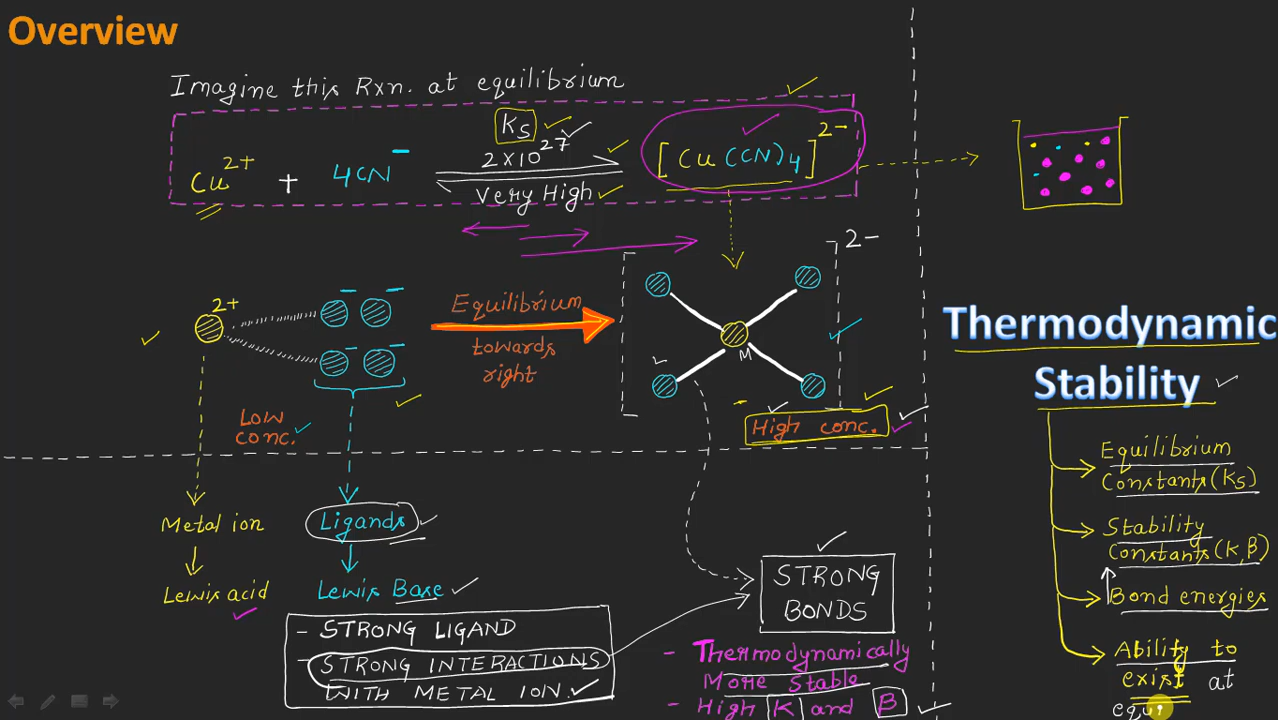 Overview
Imagine this Rxn. at equilibrium
Ks
Cu²⁺ + 4CN⁻ 2×10²⁷ [Cu(CN)4]²⁻
Very High
2+
Equilibrium
towards
right
2−
M
LOW
conc.
High conc.
Metal ion
Lewis acid
Ligands
Lewis Base
- STRONG LIGAND
- STRONG INTERACTIONS
WITH METAL ION.
STRONG
BONDS
- Thermodynamically
More Stable
- High K and B
Thermodynamic
Stability
Equilibrium
Constants (Ks)
Stability
Constants (K, B)
Bond energies
Ability to
exist at